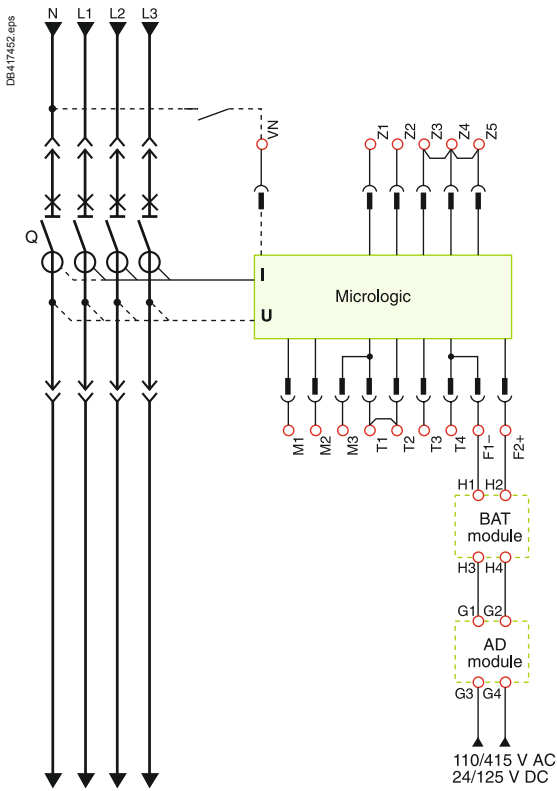 DB417452.eps
N L1 L2 L3
VN
Z1 Z2 Z3 Z4 Z5
Q
I
Micrologic
U
M1 M2 M3 T1 T2 T3 T4 F1– F2+
H1 H2
BAT
module
H3 H4
G1 G2
AD
module
G3 G4
110/415 V AC
24/125 V DC